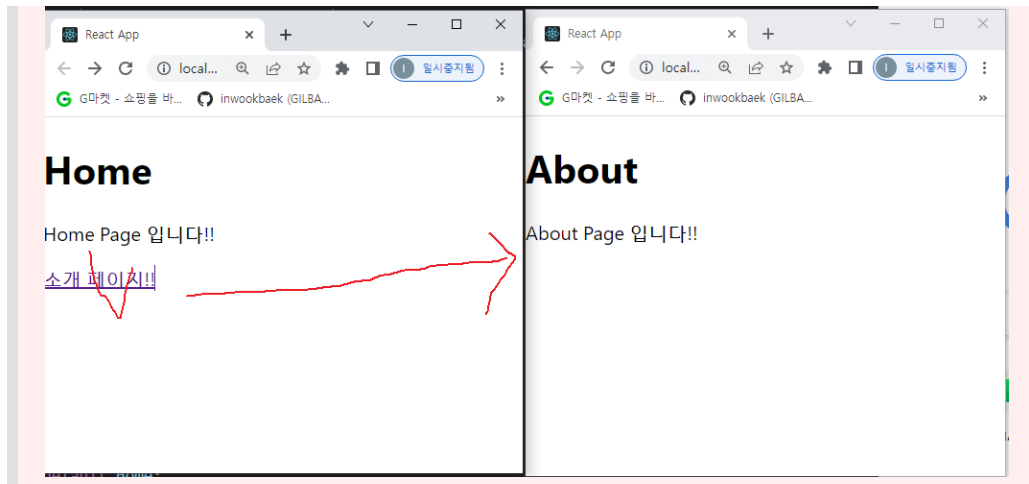 React App
local...
일시중지됨
G마켓 - 쇼핑을 바...
inwookbaek (GILBA...
Home
Home Page 입니다!!
소개 페이지!!
React App
local...
일시중지됨
G마켓 - 쇼핑을 바...
inwookbaek (GILBA...
About
About Page 입니다!!